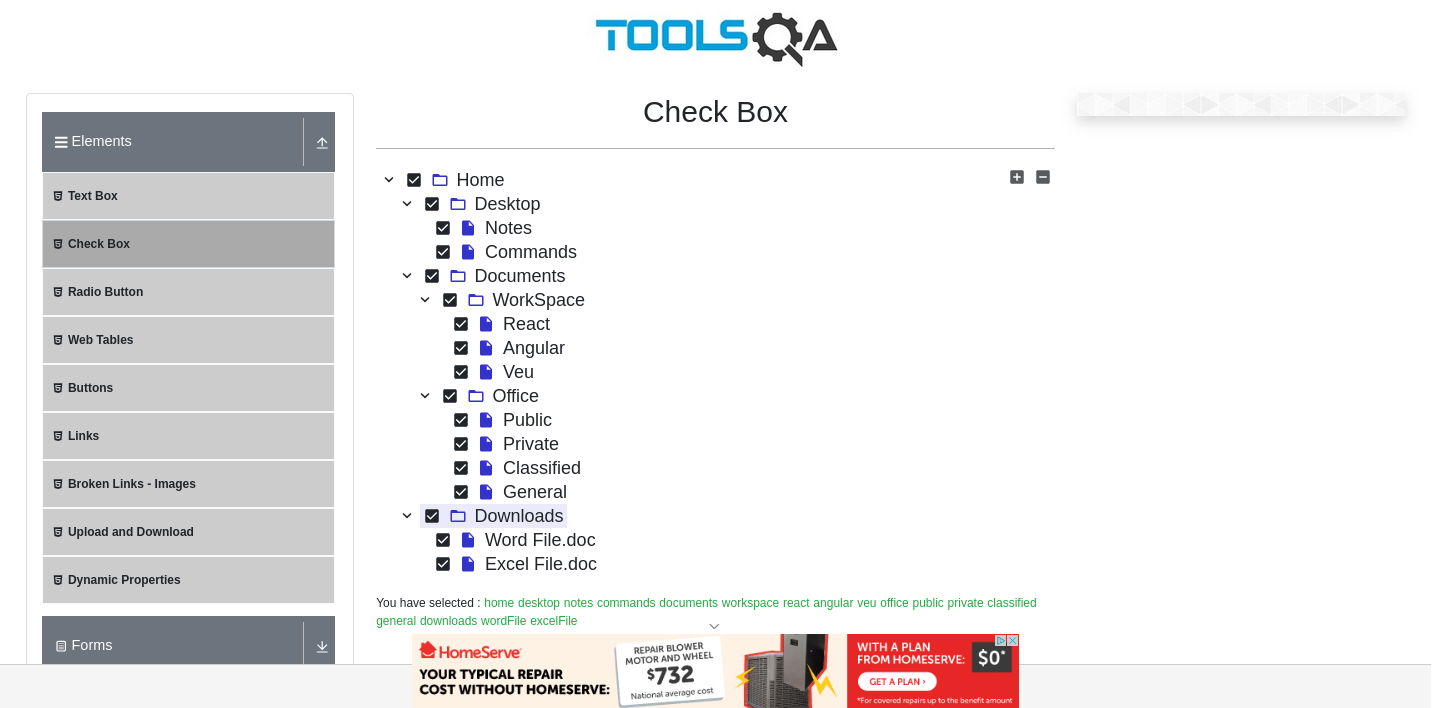 TOOLSQA
Check Box
Elements
Text Box
Check Box
Radio Button
Web Tables
Buttons
Links
Broken Links - Images
Upload and Download
Dynamic Properties
Forms
Home
Desktop
Notes
Commands
Documents
WorkSpace
React
Angular
Veu
Office
Public
Private
Classified
General
Downloads
Word File.doc
Excel File.doc
You have selected : home desktop notes commands documents workspace react angular veu office public private classified
general downloads wordFile excelFile
HomeServe
YOUR TYPICAL REPAIR
COST WITHOUT HOMESERVE:
REPAIR BLOWER
MOTOR AND WHEEL
$732
National average cost
WITH A PLAN
FROM HOMESERVE:
$0*
GET A PLAN ›
*For covered repairs up to the benefit amount